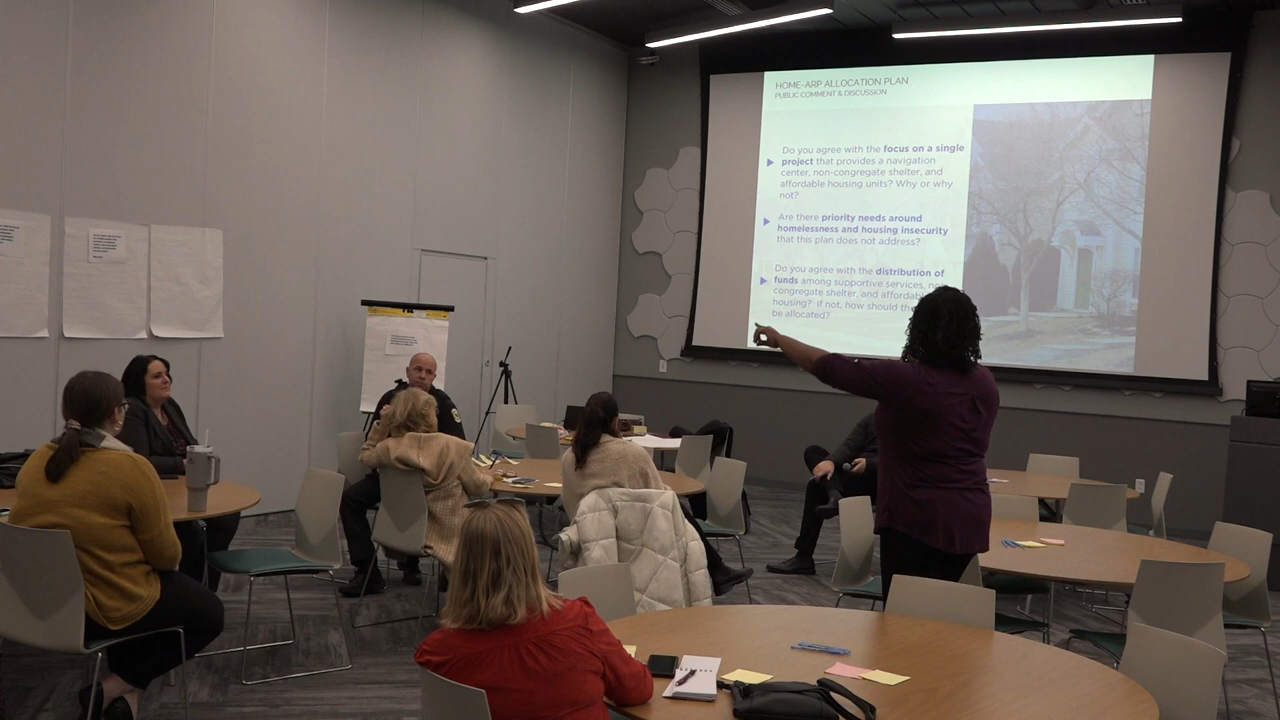 HOME-ARP ALLOCATION PLAN
PUBLIC COMMENT & DISCUSSION
Do you agree with the focus on a single
project that provides a navigation
center, non-congregate shelter, and
affordable housing units? Why or why
not?
Are there priority needs around
homelessness and housing insecurity
that this plan does not address?
Do you agree with the distribution of
funds among supportive services,
congregate shelter, and
housing? if not, how should
be allocated?